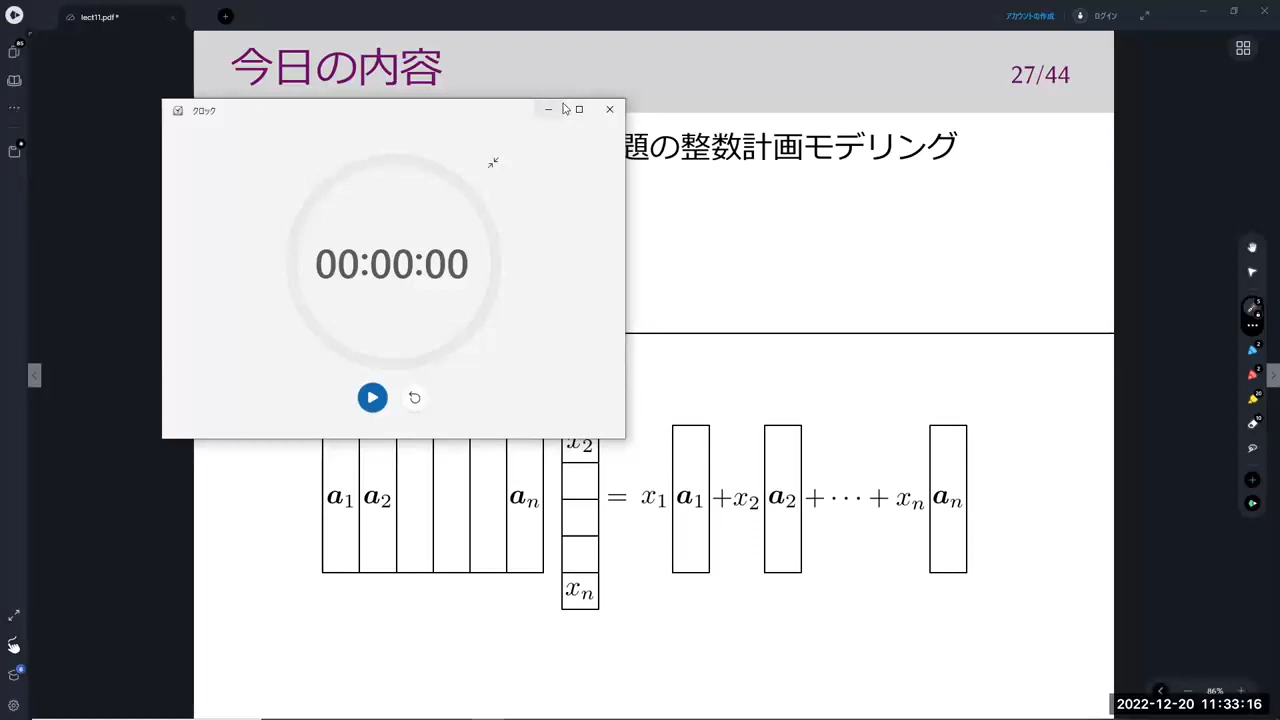 lect11.pdf*
アカウントの作成
ログイン
今日の内容
27/44
クロック
題の整数計画モデリング
00:00:00
x2
a1 a2 an = x1 a1 +x2 a2 + ··· + xn an
xn
86%
2022-12-20 11:33:16